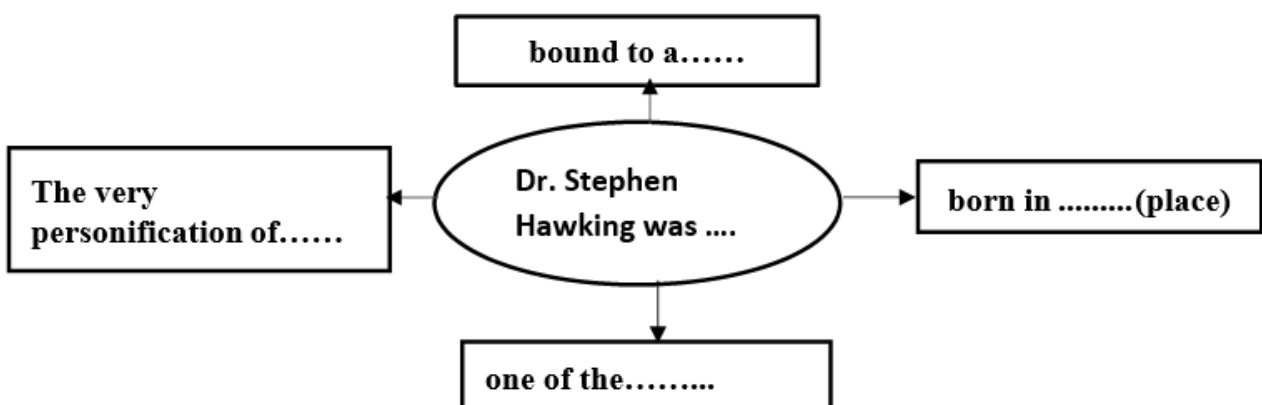 bound to a……
The very
personification of……
Dr. Stephen
Hawking was ….
born in .........(place)
one of the……...